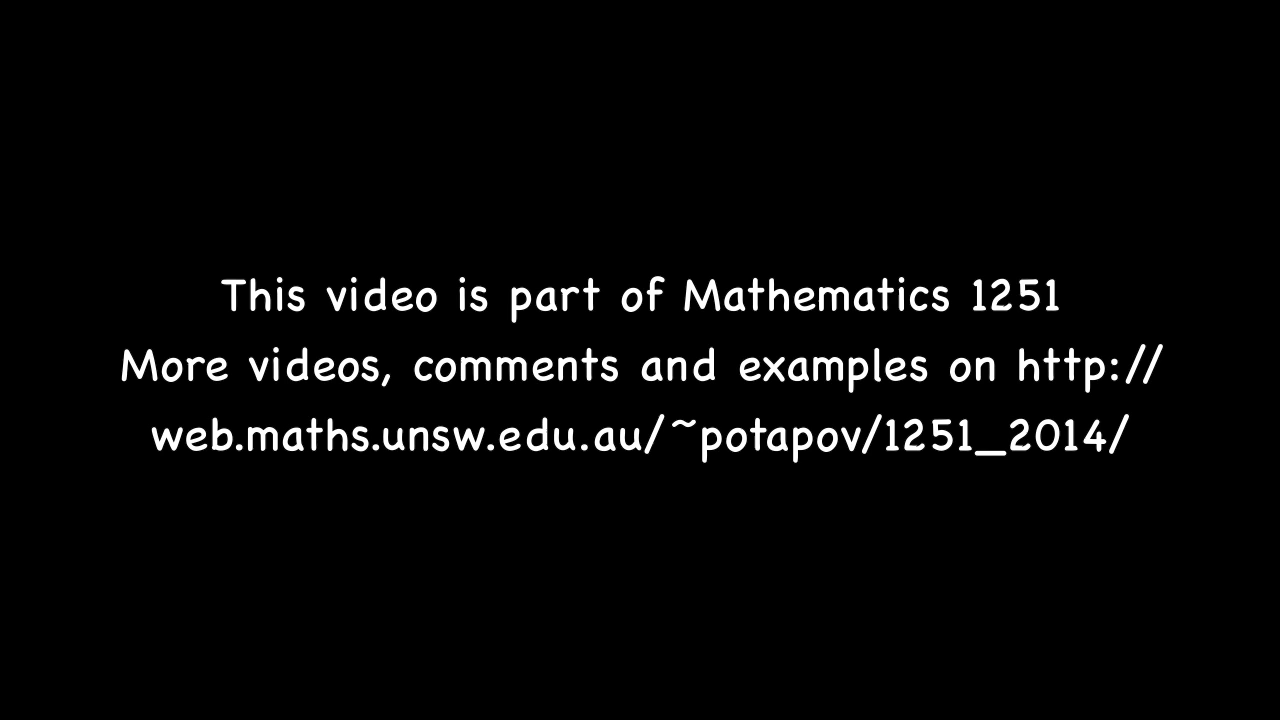 This video is part of Mathematics 1251
More videos, comments and examples on http://
web.maths.unsw.edu.au/~potapov/1251_2014/